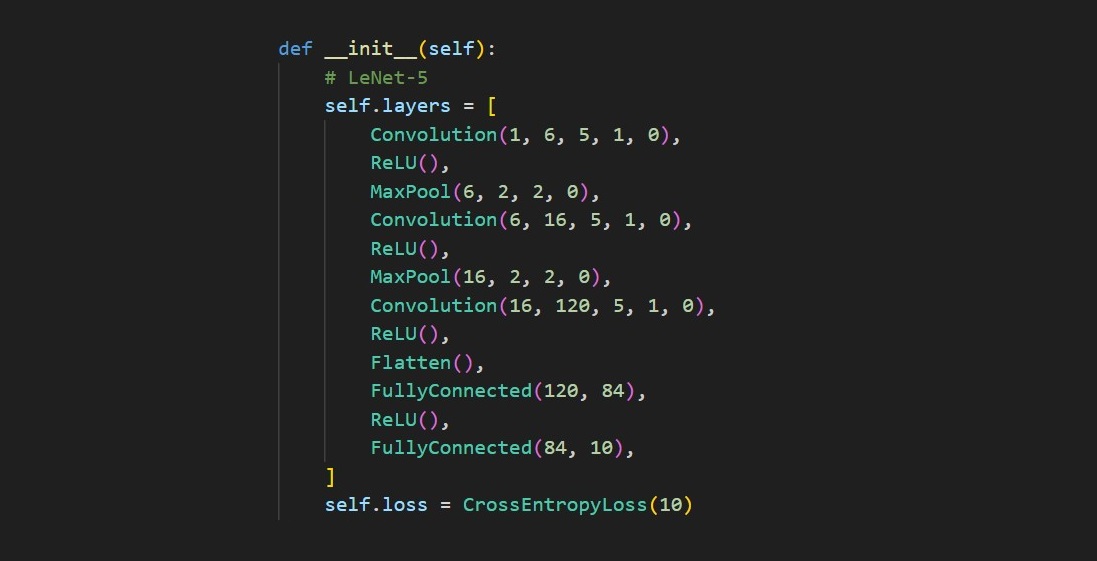 def __init__(self):
# LeNet-5
self.layers = [
Convolution(1, 6, 5, 1, 0),
ReLU(),
MaxPool(6, 2, 2, 0),
Convolution(6, 16, 5, 1, 0),
ReLU(),
MaxPool(16, 2, 2, 0),
Convolution(16, 120, 5, 1, 0),
ReLU(),
Flatten(),
FullyConnected(120, 84),
ReLU(),
FullyConnected(84, 10),
]
self.loss = CrossEntropyLoss(10)